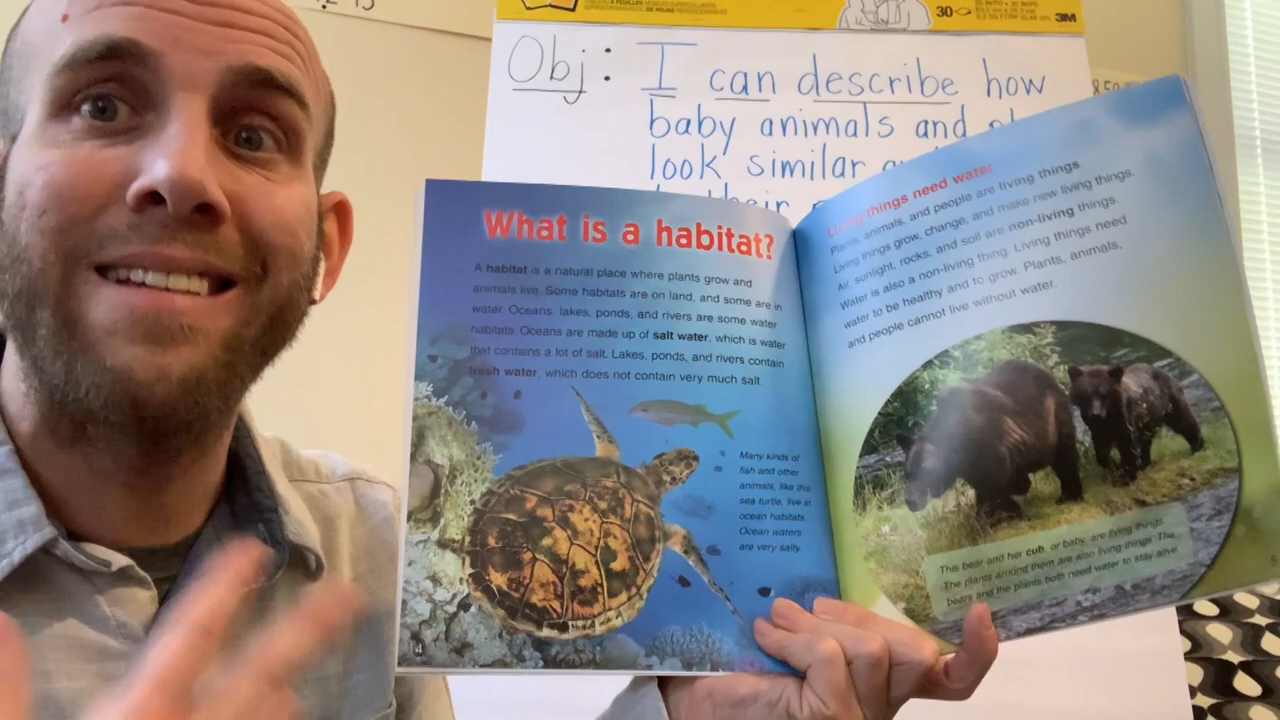 30
3M
Obj: I can describe how
baby animals and
look similar
What is a habitat?
A habitat is a natural place where plants grow and
animals live. Some habitats are on land, and some are in
water. Oceans, lakes, ponds, and rivers are some water
habitats. Oceans are made up of salt water, which is water
that contains a lot of salt. Lakes, ponds, and rivers contain
fresh water, which does not contain very much salt.
Many kinds of
fish and other
animals, like this
sea turtle, live in
ocean habitats.
Ocean waters
are very salty.
4
Living things need water
Plants, animals, and people are living things.
Living things grow, change, and make new living things.
Air, sunlight, rocks, and soil are non-living things.
Water is also a non-living thing. Living things need
water to be healthy and to grow. Plants, animals,
and people cannot live without water.
This bear and her cub, or baby, are living things.
The plants around them are also living things. The
bears and the plants both need water to stay alive.